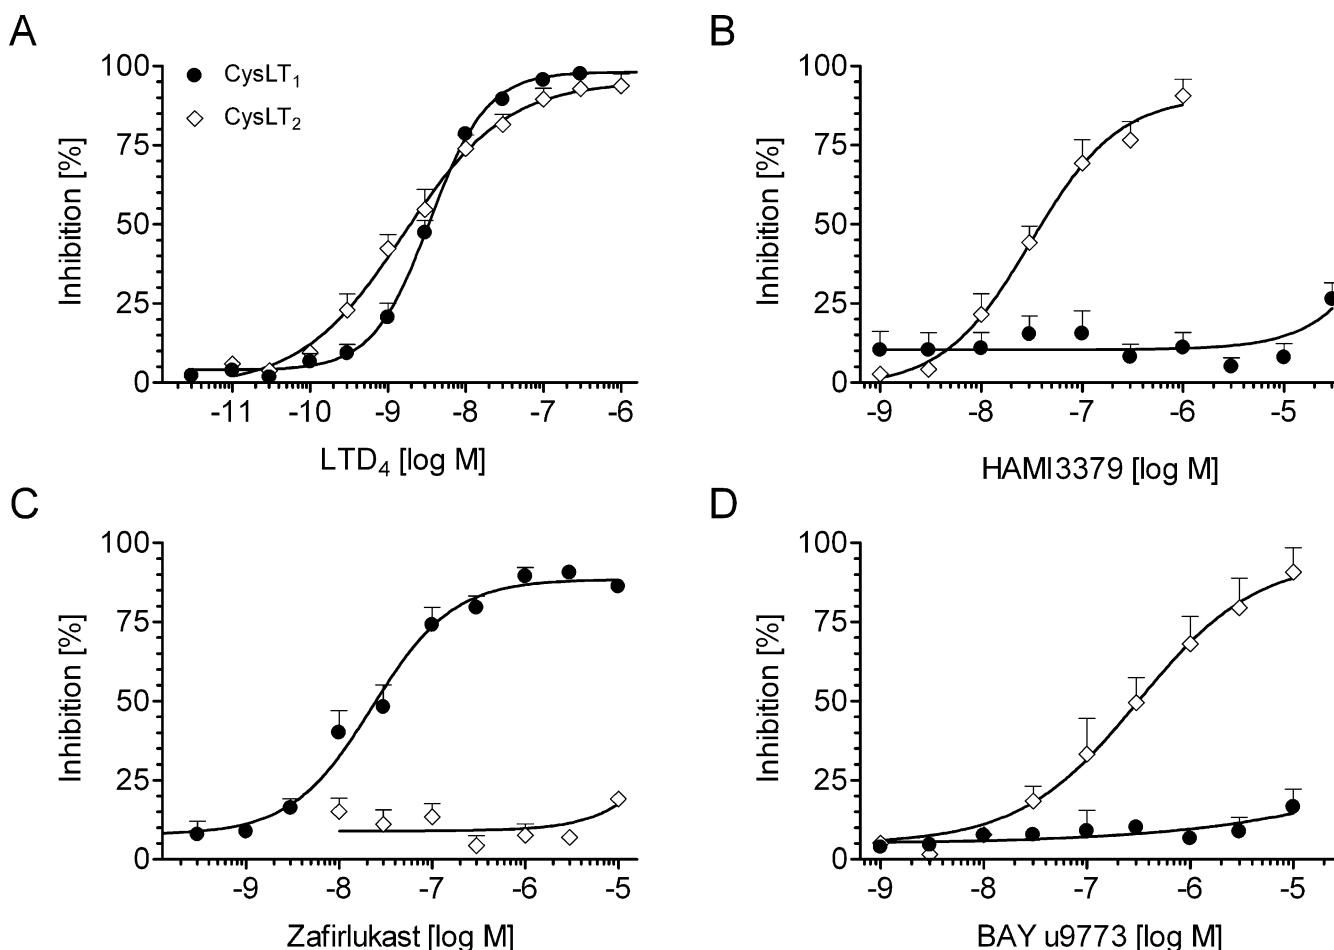 A
CysLT1
CysLT2
Inhibition [%]
100
75
50
25
0
-11 -10 -9 -8 -7 -6
LTD4 [log M]
B
Inhibition [%]
100
75
50
25
0
-9 -8 -7 -6 -5
HAMI3379 [log M]
C
Inhibition [%]
100
75
50
25
0
-9 -8 -7 -6 -5
Zafirlukast [log M]
D
Inhibition [%]
100
75
50
25
0
-9 -8 -7 -6 -5
BAY u9773 [log M]